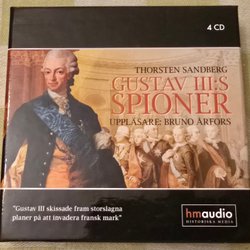 4 CD
THORSTEN SANDBERG
GUSTAV III:S
SPIONER
UPPLÄSARE: BRUNO ÅRFORS
"Gustav III skissade fram storslagna
planer på att invadera fransk mark"
hmaudio
HISTORISKA MEDIA